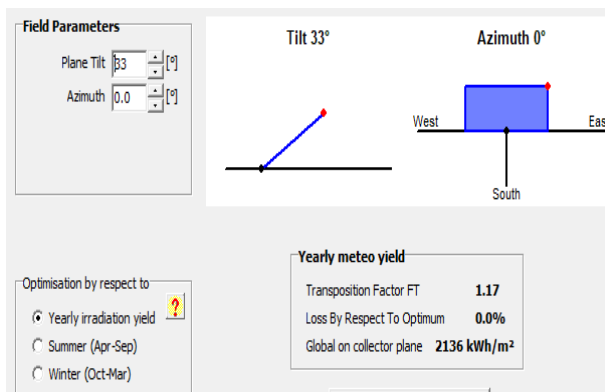 Field Parameters
Plane Tilt 33 [°]
Azimuth 0.0 [°]
Tilt 33°
Azimuth 0°
West
Eas
South
Optimisation by respect to
?
Yearly irradiation yield
Summer (Apr-Sep)
Winter (Oct-Mar)
Yearly meteo yield
Transposition Factor FT 1.17
Loss By Respect To Optimum 0.0%
Global on collector plane 2136 kWh/m²